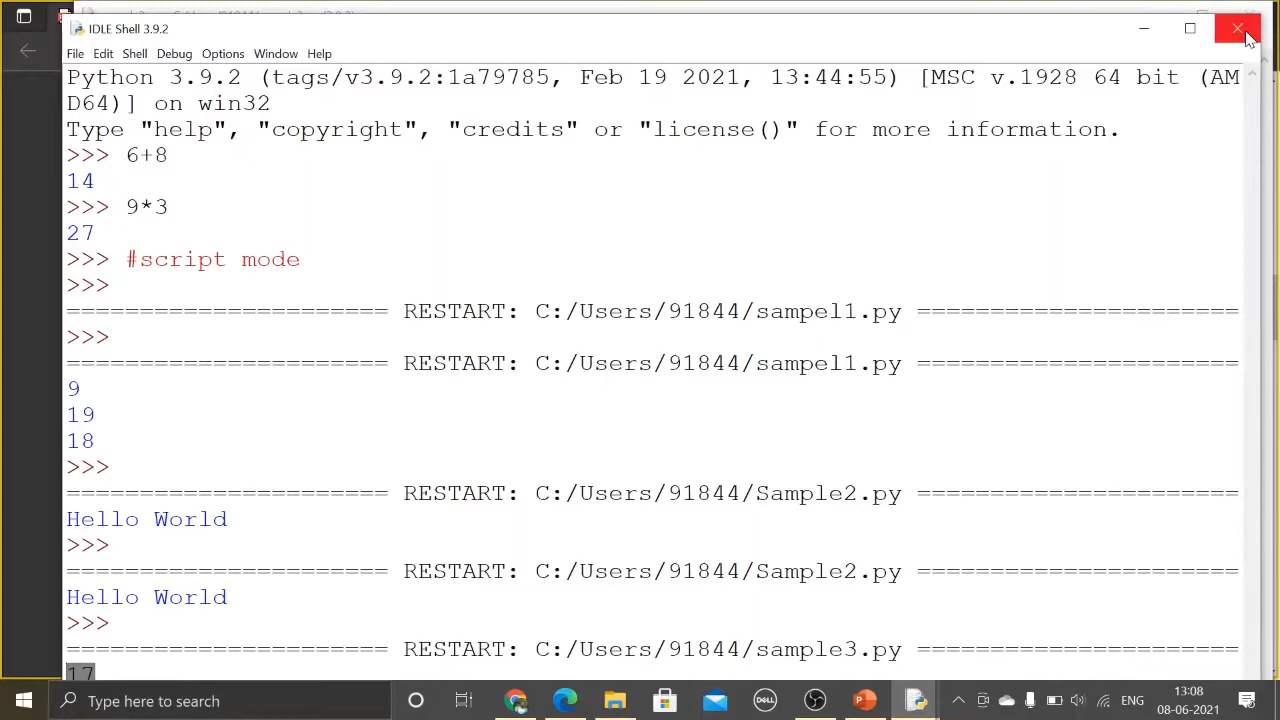 IDLE Shell 3.9.2
File Edit Shell Debug Options Window Help
Python 3.9.2 (tags/v3.9.2:1a79785, Feb 19 2021, 13:44:55) [MSC v.1928 64 bit (AM
D64)] on win32
Type "help", "copyright", "credits" or "license()" for more information.
>>> 6+8
14
>>> 9*3
27
>>> #script mode
>>>
====================== RESTART: C:/Users/91844/sampel1.py ======================
>>>
====================== RESTART: C:/Users/91844/sampel1.py ======================
9
19
18
>>>
====================== RESTART: C:/Users/91844/Sample2.py ======================
Hello World
>>>
====================== RESTART: C:/Users/91844/Sample2.py ======================
Hello World
>>>
====================== RESTART: C:/Users/91844/sample3.py ======================
17
Type here to search
DELL
ENG
13:08
08-06-2021